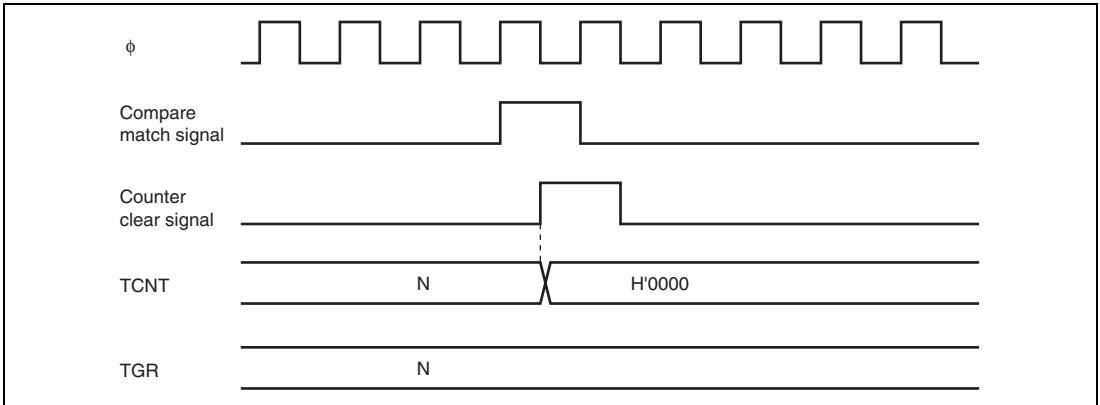 ϕ
Compare
match signal
Counter
clear signal
TCNT N H'0000
TGR N